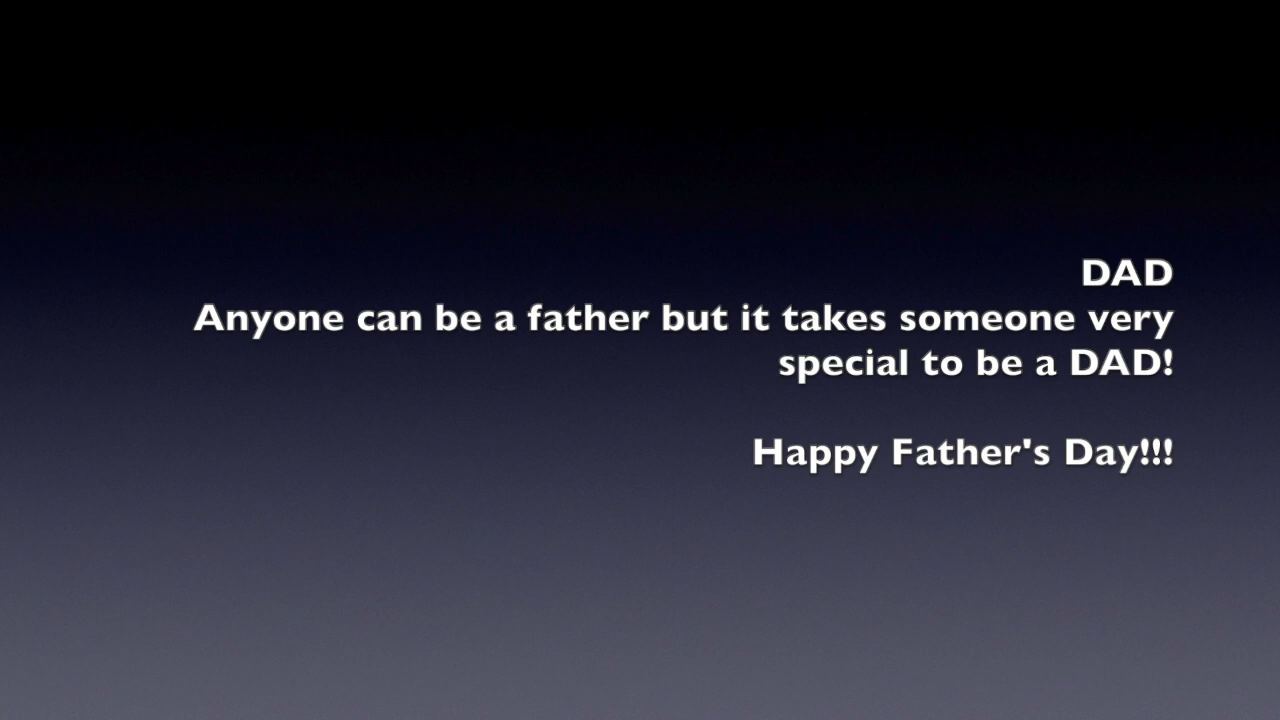 DAD
Anyone can be a father but it takes someone very
special to be a DAD!
Happy Father's Day!!!